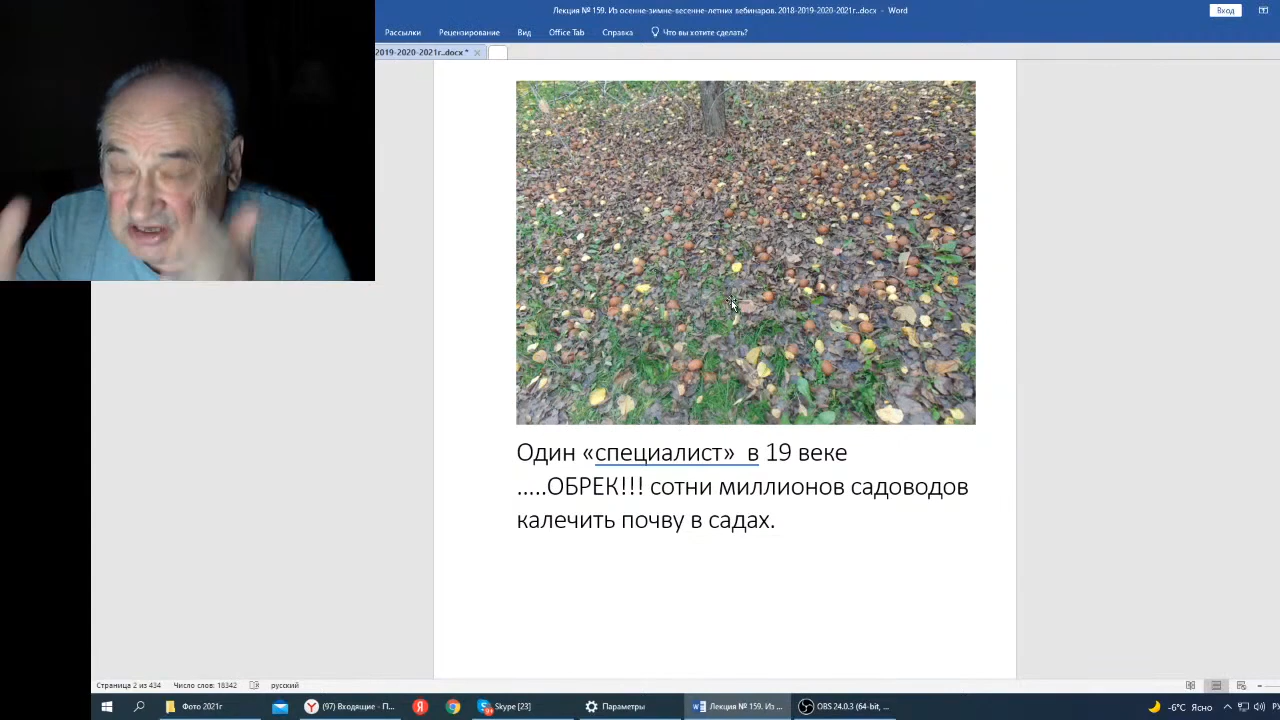 Лекция № 159. Из осенне-зимне-весенне-летних вебинаров. 2018-2019-2020-2021г..docx - Word
Вход
Рассылки Рецензирование Вид Office Tab Справка Что вы хотите сделать?
2019-2020-2021г..docx *
Один «специалист» в 19 веке
.....ОБРЕК!!! сотни миллионов садоводов
калечить почву в садах.
Страница 2 из 434 Число слов: 18342 русский
Фото 2021г (97) Входящие - П... Skype [23] Параметры Лекция № 159. Из ... OBS 24.0.3 (64-bit, ... -6°C Ясно